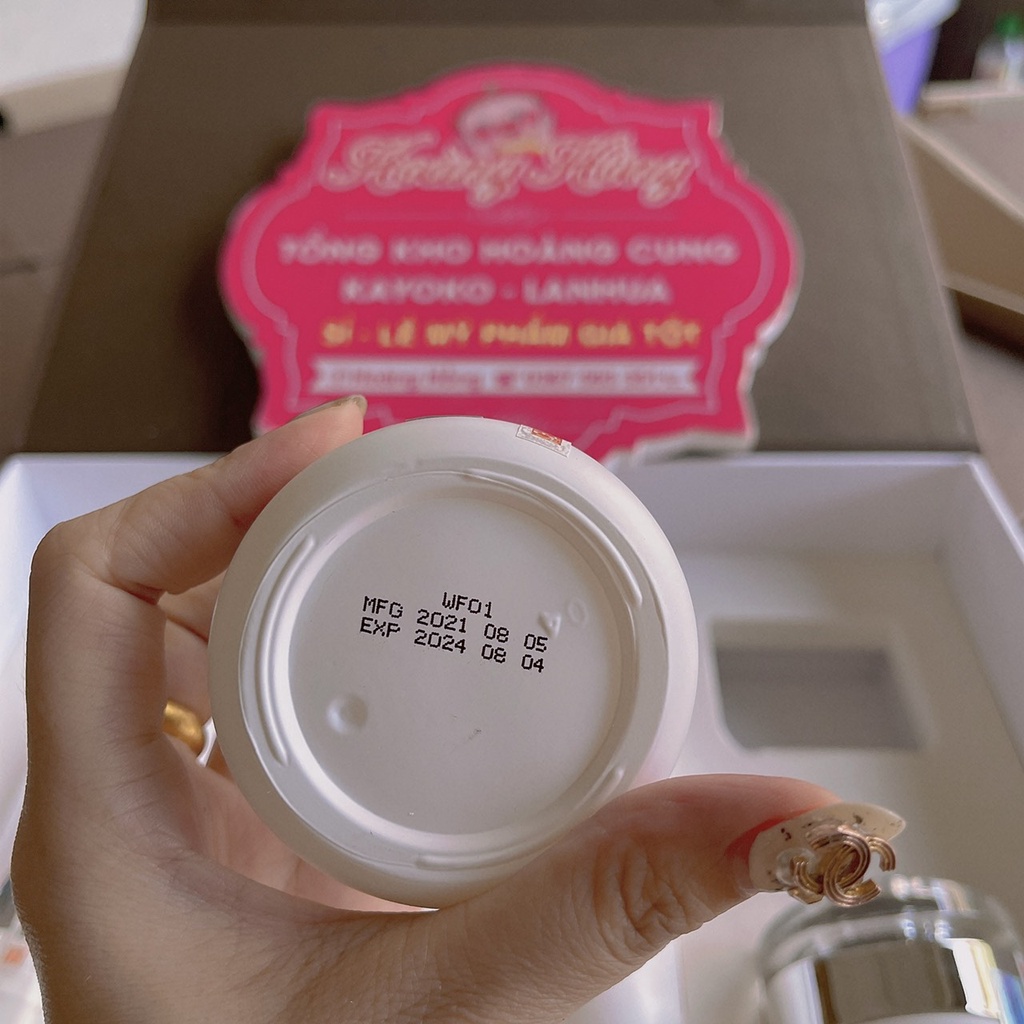 TỔNG KHO HOÀNG CUNG
KAYOKO - LANHUA
SỈ - LẺ MỸ PHẨM GIÁ TỐT
WF01
MFG 2021 08 05
EXP 2024 08 04
04